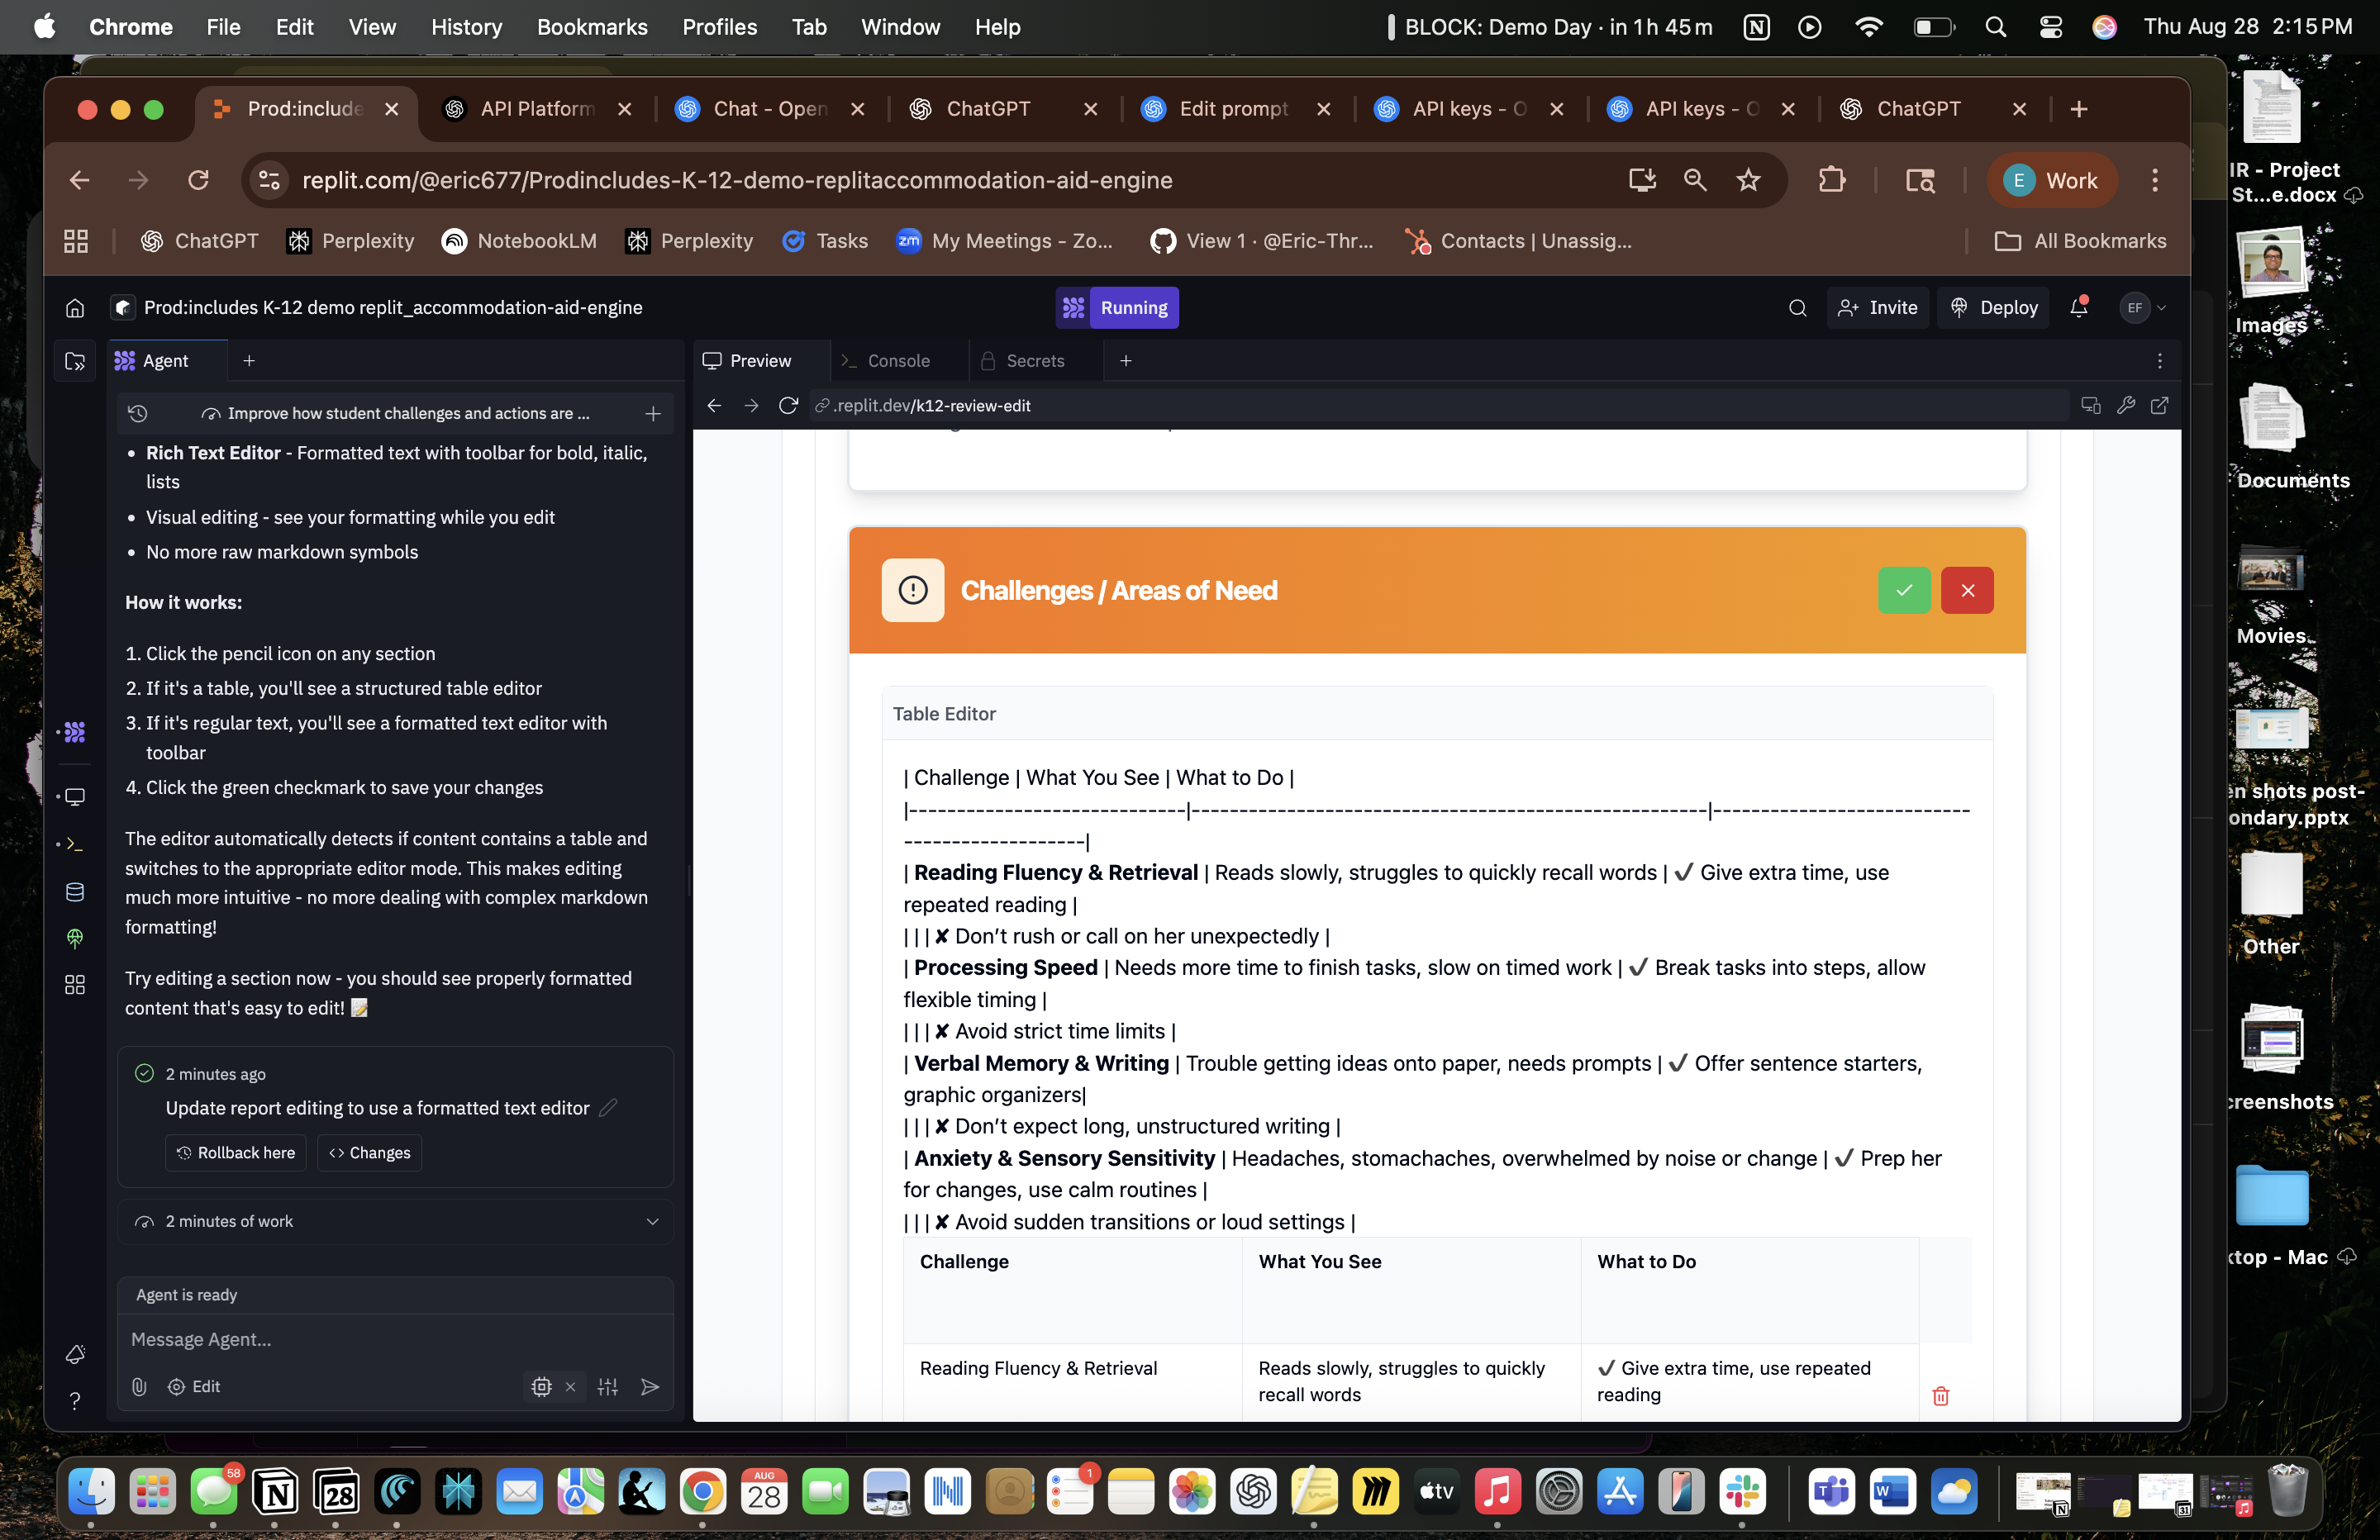 Chrome File Edit View History Bookmarks Profiles Tab Window Help
BLOCK: Demo Day · in 1h 45m
Thu Aug 28 2:15 PM
Prod:include
API Platform
Chat - Open
ChatGPT
Edit prompt
API keys - O
API keys - O
ChatGPT
replit.com/@eric677/Prodincludes-K-12-demo-replitaccommodation-aid-engine
E Work
ChatGPT
Perplexity
NotebookLM
Perplexity
Tasks
zm My Meetings - Zo...
View 1 · @Eric-Thr...
Contacts | Unassig...
All Bookmarks
Prod:includes K-12 demo replit_accommodation-aid-engine
Running
Invite
Deploy
EF
Agent
Improve how student challenges and actions are ...
• Rich Text Editor - Formatted text with toolbar for bold, italic,
lists
• Visual editing - see your formatting while you edit
• No more raw markdown symbols
How it works:
1. Click the pencil icon on any section
2. If it's a table, you'll see a structured table editor
3. If it's regular text, you'll see a formatted text editor with
toolbar
4. Click the green checkmark to save your changes
The editor automatically detects if content contains a table and
switches to the appropriate editor mode. This makes editing
much more intuitive - no more dealing with complex markdown
formatting!
Try editing a section now - you should see properly formatted
content that's easy to edit! 📝
2 minutes ago
Update report editing to use a formatted text editor
Rollback here
<> Changes
2 minutes of work
Agent is ready
Message Agent...
Edit
Preview
Console
Secrets
.replit.dev/k12-review-edit
Challenges / Areas of Need
Table Editor
| Challenge | What You See | What to Do |
|-----------------------------|------------------------------------------------------|---------------------------
-------------------|
| Reading Fluency & Retrieval | Reads slowly, struggles to quickly recall words | ✔ Give extra time, use
repeated reading |
| | | ✘ Don’t rush or call on her unexpectedly |
| Processing Speed | Needs more time to finish tasks, slow on timed work | ✔ Break tasks into steps, allow
flexible timing |
| | | ✘ Avoid strict time limits |
| Verbal Memory & Writing | Trouble getting ideas onto paper, needs prompts | ✔ Offer sentence starters,
graphic organizers|
| | | ✘ Don’t expect long, unstructured writing |
| Anxiety & Sensory Sensitivity | Headaches, stomachaches, overwhelmed by noise or change | ✔ Prep her
for changes, use calm routines |
| | | ✘ Avoid sudden transitions or loud settings |
Challenge
What You See
What to Do
Reading Fluency & Retrieval
Reads slowly, struggles to quickly
recall words
✔ Give extra time, use repeated
reading
IR - Project
St...e.docx
Images
Documents
Movies
en shots post-
ondary.pptx
Other
creenshots
ktop - Mac
58
28
AUG
28
1
tv